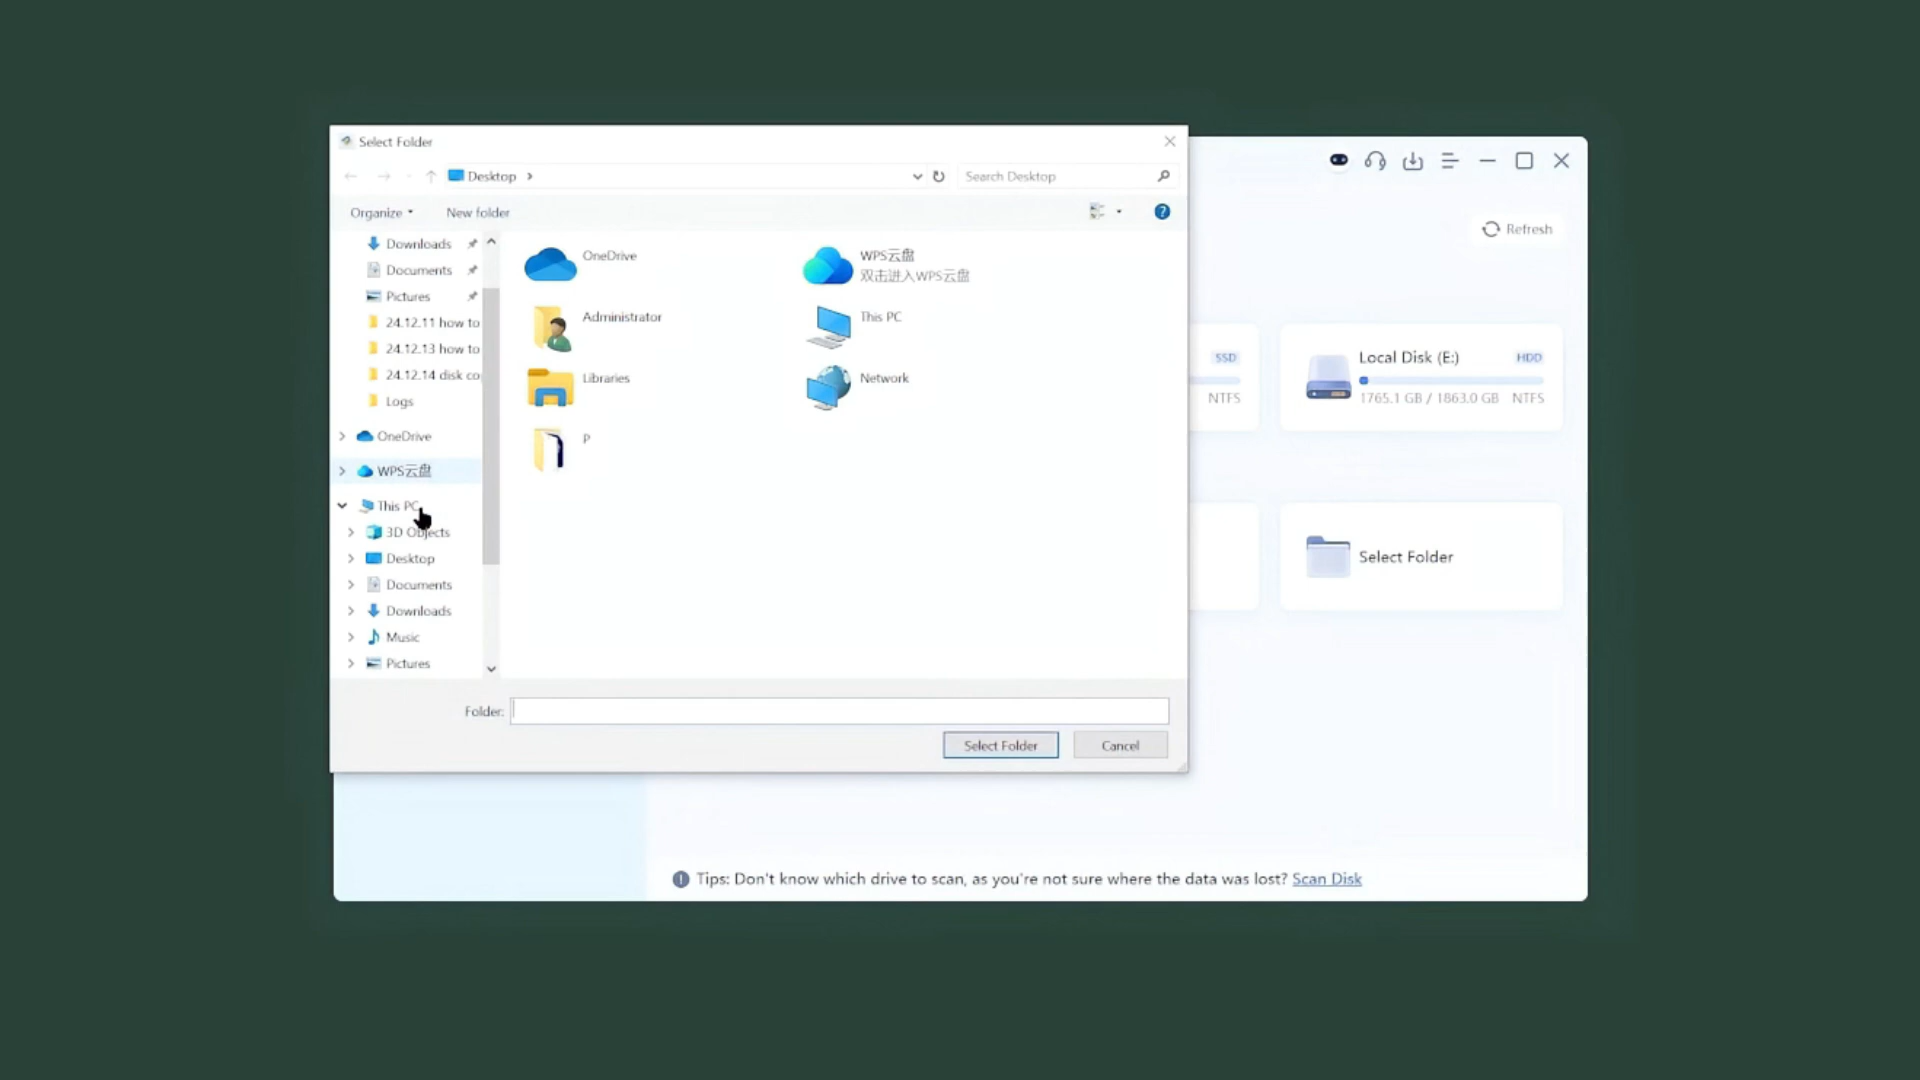 Select Folder
Desktop
Search Desktop
Organize
New folder
Downloads
Documents
Pictures
24.12.11 how to
24.12.13 how to
24.12.14 disk co
Logs
OneDrive
WPS云盘
This PC
3D Objects
Desktop
Documents
Downloads
Music
Pictures
OneDrive
WPS云盘
双击进入WPS云盘
Administrator
This PC
Libraries
Network
P
Folder:
Select Folder
Cancel
Refresh
SSD
NTFS
Local Disk (E:)
HDD
1765.1 GB / 1863.0 GB
NTFS
Select Folder
Tips: Don't know which drive to scan, as you're not sure where the data was lost? Scan Disk